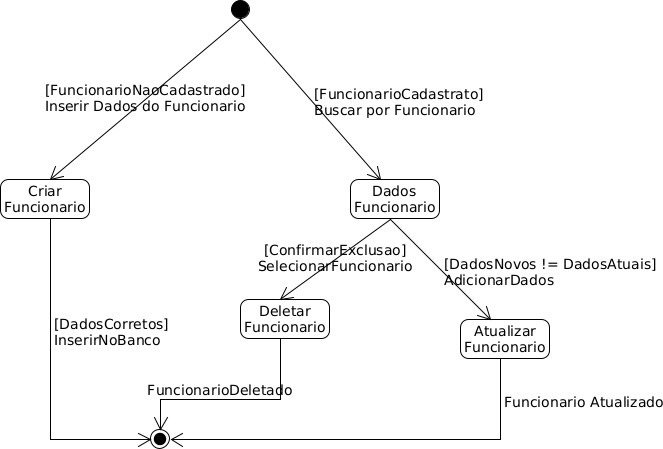 [FuncionarioNaoCadastrado]
Inserir Dados do Funcionario
[FuncionarioCadastrato]
Buscar por Funcionario
Criar
Funcionario
Dados
Funcionario
[ConfirmarExclusao]
SelecionarFuncionario
[DadosNovos != DadosAtuais]
AdicionarDados
Deletar
Funcionario
[DadosCorretos]
InserirNoBanco
Atualizar
Funcionario
FuncionarioDeletado
Funcionario Atualizado